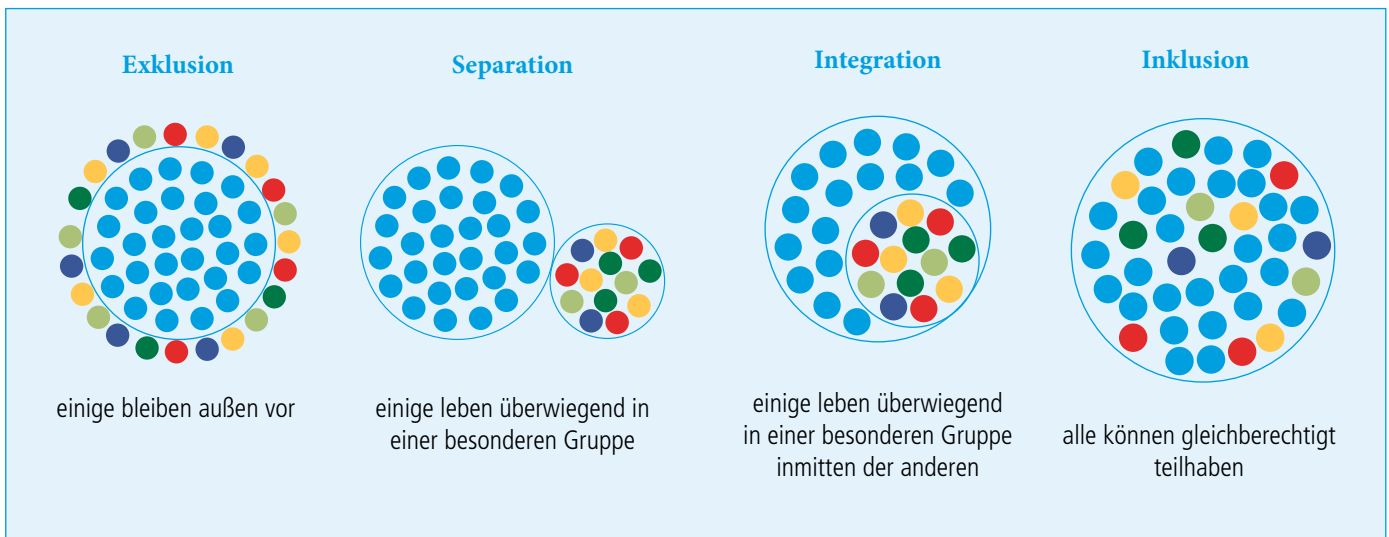 Exklusion
einige bleiben außen vor
Separation
einige leben überwiegend in
einer besonderen Gruppe
Integration
einige leben überwiegend
in einer besonderen Gruppe
inmitten der anderen
Inklusion
alle können gleichberechtigt
teilhaben